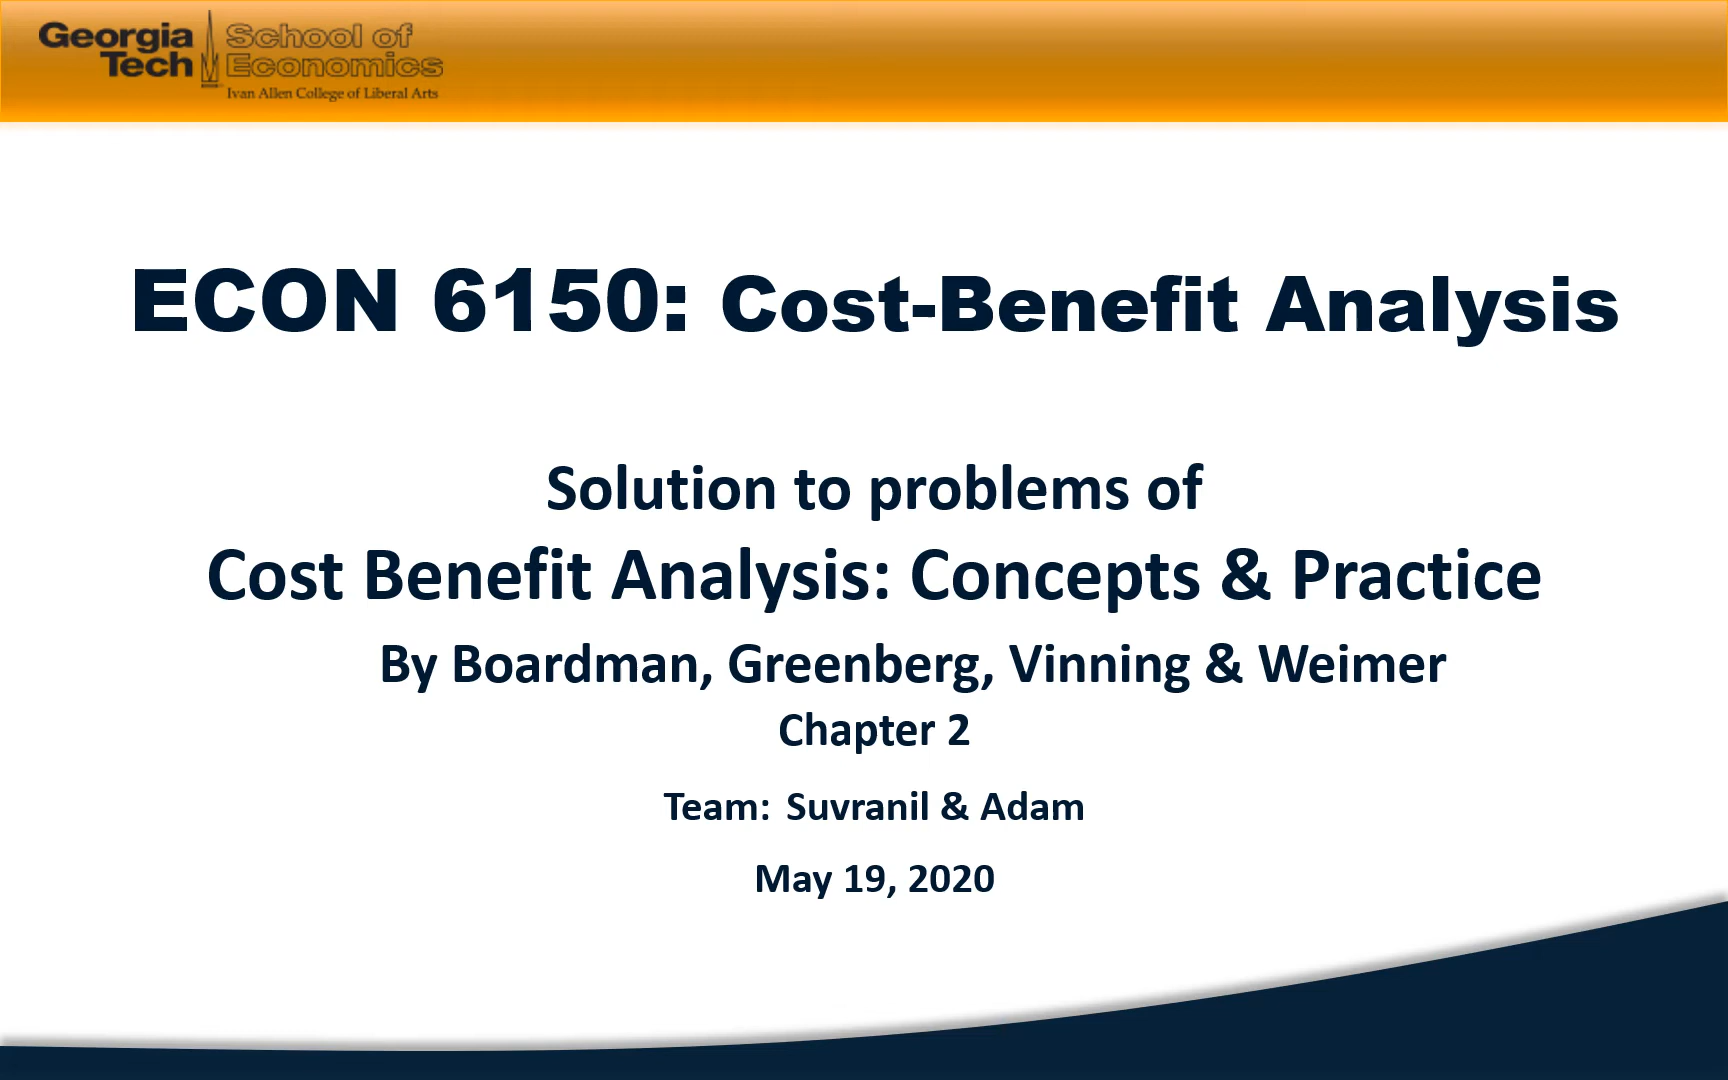 Georgia Tech
School of Economics
Ivan Allen College of Liberal Arts
ECON 6150: Cost-Benefit Analysis
Solution to problems of
Cost Benefit Analysis: Concepts & Practice
By Boardman, Greenberg, Vinning & Weimer
Chapter 2
Team: Suvranil & Adam
May 19, 2020